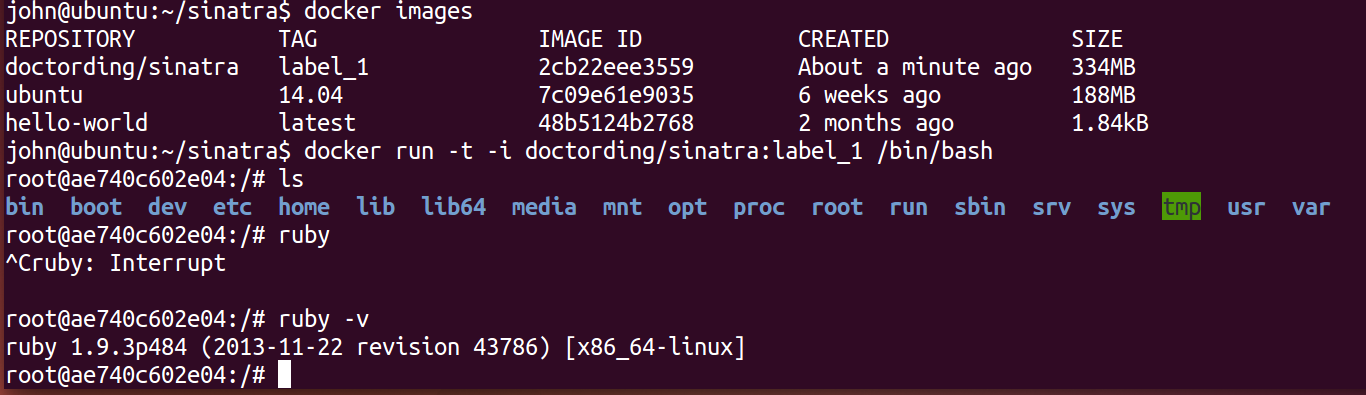 john@ubuntu:~/sinatra$ docker images
REPOSITORY          TAG                 IMAGE ID            CREATED              SIZE
doctording/sinatra   label_1             2cb22eee3559        About a minute ago   334MB
ubuntu              14.04               7c09e61e9035        6 weeks ago          188MB
hello-world         latest              48b5124b2768        2 months ago         1.84kB
john@ubuntu:~/sinatra$ docker run -t -i doctording/sinatra:label_1 /bin/bash
root@ae740c602e04:/# ls
bin  boot  dev  etc  home  lib  lib64  media  mnt  opt  proc  root  run  sbin  srv  sys  tmp  usr  var
root@ae740c602e04:/# ruby
^Cruby: Interrupt
root@ae740c602e04:/# ruby -v
ruby 1.9.3p484 (2013-11-22 revision 43786) [x86_64-linux]
root@ae740c602e04:/#